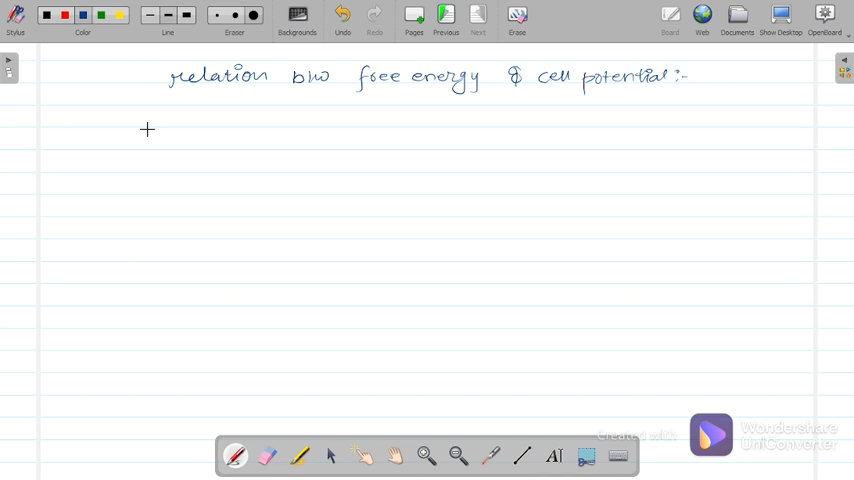 Stylus Color Line Eraser Backgrounds Undo Redo Pages Previous Next Erase Board Web Documents Show Desktop OpenBoard
relation b/w free energy & cell potential :-
Created with Wondershare UniConverter